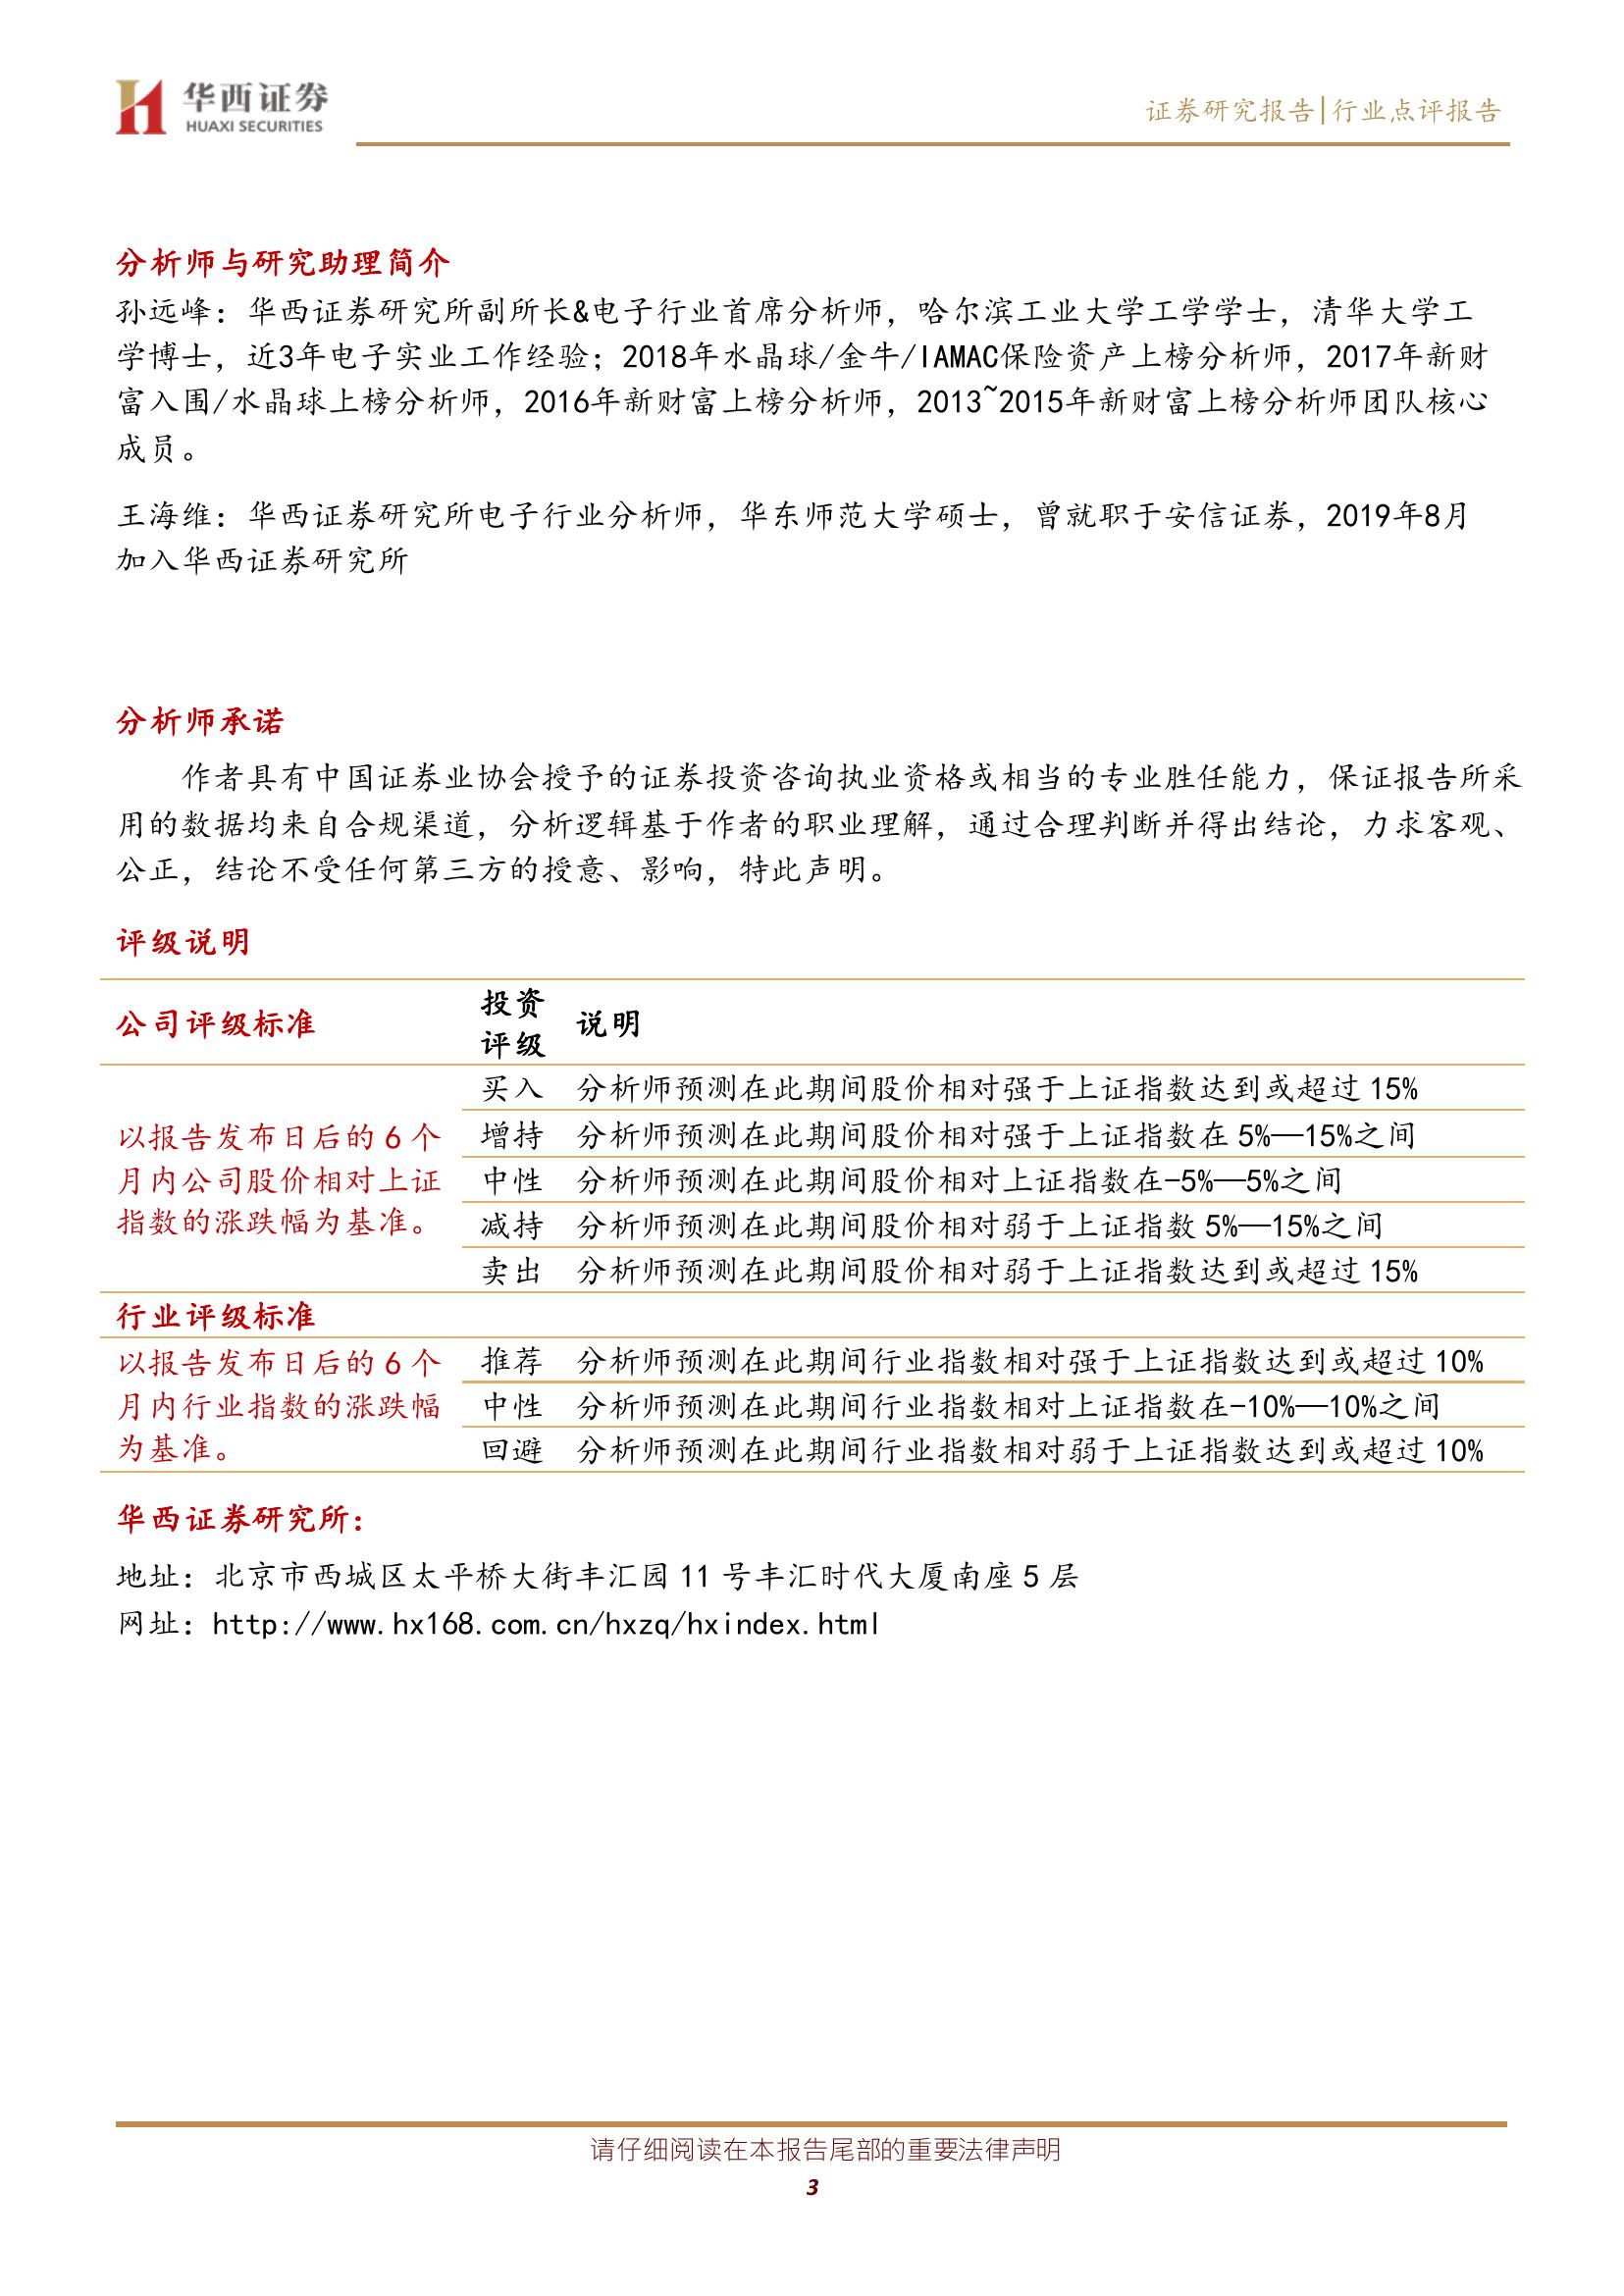 华西证券
HUAXI SECURITIES
证券研究报告|行业点评报告
分析师与研究助理简介
孙远峰：华西证券研究所副所长&电子行业首席分析师，哈尔滨工业大学工学学士，清华大学工
学博士，近3年电子实业工作经验；2018年水晶球/金牛/IAMAC保险资产上榜分析师，2017年新财
富入围/水晶球上榜分析师，2016年新财富上榜分析师，2013~2015年新财富上榜分析师团队核心
成员。
王海维：华西证券研究所电子行业分析师，华东师范大学硕士，曾就职于安信证券，2019年8月
加入华西证券研究所
分析师承诺
作者具有中国证券业协会授予的证券投资咨询执业资格或相当的专业胜任能力，保证报告所采
用的数据均来自合规渠道，分析逻辑基于作者的职业理解，通过合理判断并得出结论，力求客观、
公正，结论不受任何第三方的授意、影响，特此声明。
评级说明
公司评级标准
投资
评级
说明
以报告发布日后的 6 个
月内公司股价相对上证
指数的涨跌幅为基准。
买入 分析师预测在此期间股价相对强于上证指数达到或超过 15%
增持 分析师预测在此期间股价相对强于上证指数在 5%—15%之间
中性 分析师预测在此期间股价相对上证指数在-5%—5%之间
减持 分析师预测在此期间股价相对弱于上证指数 5%—15%之间
卖出 分析师预测在此期间股价相对弱于上证指数达到或超过 15%
行业评级标准
以报告发布日后的 6 个
月内行业指数的涨跌幅
为基准。
推荐 分析师预测在此期间行业指数相对强于上证指数达到或超过 10%
中性 分析师预测在此期间行业指数相对上证指数在-10%—10%之间
回避 分析师预测在此期间行业指数相对弱于上证指数达到或超过 10%
华西证券研究所：
地址：北京市西城区太平桥大街丰汇园 11 号丰汇时代大厦南座 5 层
网址：http://www.hx168.com.cn/hxzq/hxindex.html
请仔细阅读在本报告尾部的重要法律声明
3